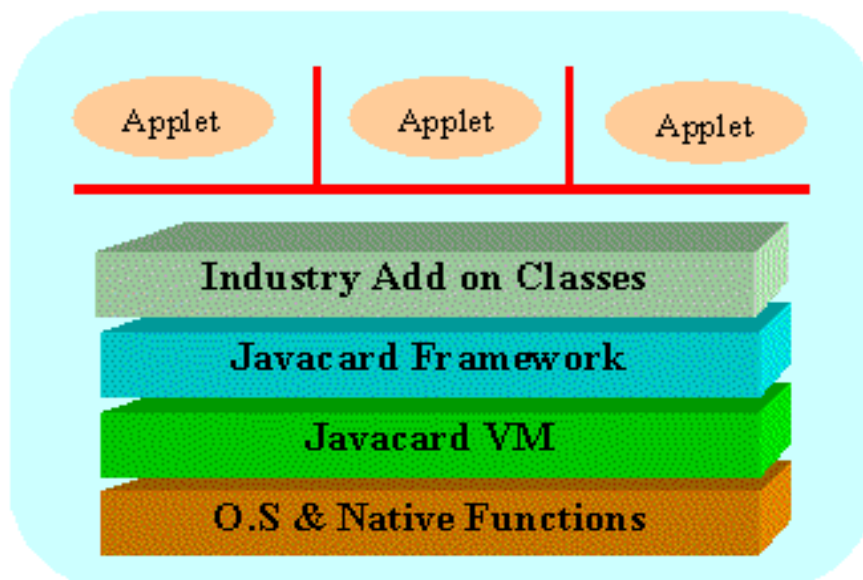 Applet Applet Applet
Industry Add on Classes
Javacard Framework
Javacard VM
O.S & Native Functions